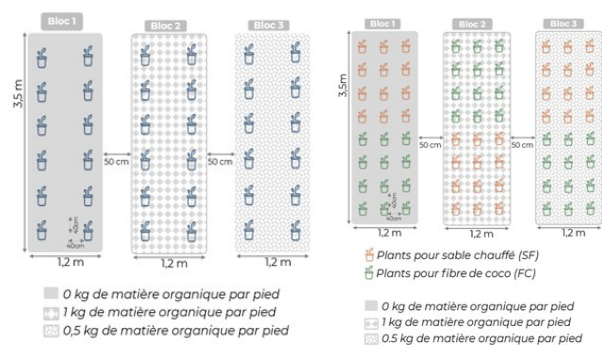 Bloc 1
Bloc 2
Bloc 3
3,5 m
50 cm
50 cm
40cm
40cm
1,2 m
1,2 m
1,2 m
0 kg de matière organique par pied
1 kg de matière organique par pied
0,5 kg de matière organique par pied
Bloc 1
Bloc 2
Bloc 3
3,5m
50 cm
50 cm
40cm
40cm
1,2 m
1,2 m
1,2 m
Plants pour sable chauffé (SF)
Plants pour fibre de coco (FC)
0 kg de matière organique par pied
1 kg de matière organique par pied
0.5 kg de matière organique par pied